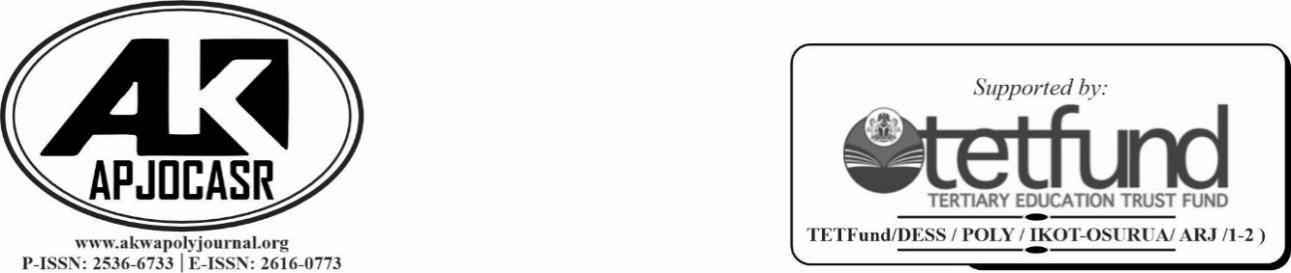 AK
APJOCASR
www.akwapolyjournal.org
P-ISSN: 2536-6733 | E-ISSN: 2616-0773
Supported by:
tetfund
TERTIARY EDUCATION TRUST FUND
TETFund/DESS / POLY / IKOT-OSURUA/ ARJ /1-2 )